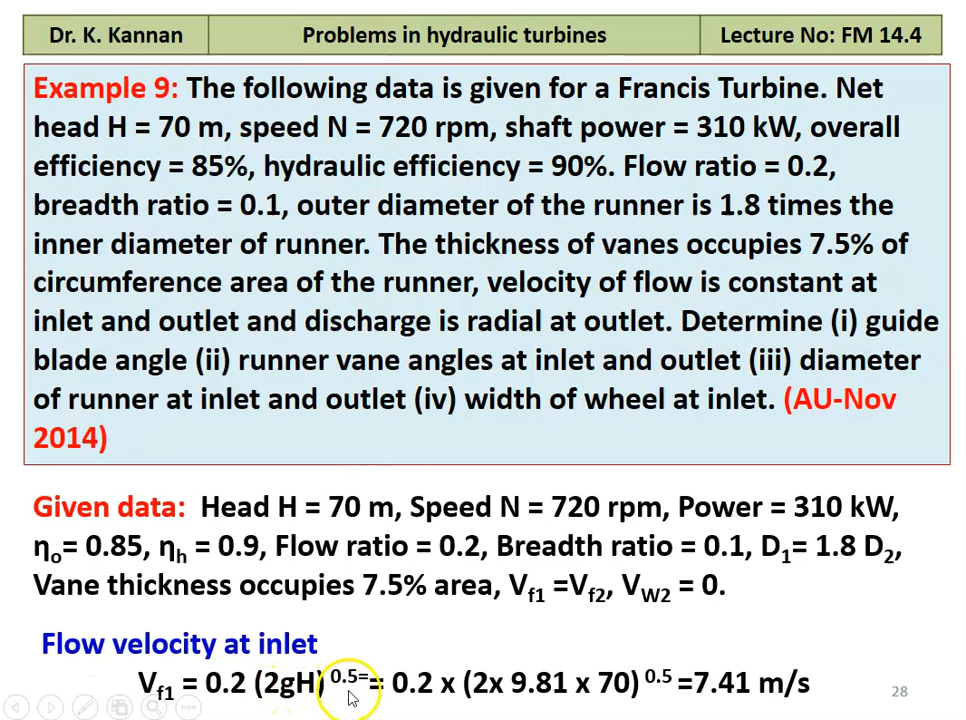 Dr. K. Kannan Problems in hydraulic turbines Lecture No: FM 14.4
Example 9: The following data is given for a Francis Turbine. Net
head H = 70 m, speed N = 720 rpm, shaft power = 310 kW, overall
efficiency = 85%, hydraulic efficiency = 90%. Flow ratio = 0.2,
breadth ratio = 0.1, outer diameter of the runner is 1.8 times the
inner diameter of runner. The thickness of vanes occupies 7.5% of
circumference area of the runner, velocity of flow is constant at
inlet and outlet and discharge is radial at outlet. Determine (i) guide
blade angle (ii) runner vane angles at inlet and outlet (iii) diameter
of runner at inlet and outlet (iv) width of wheel at inlet. (AU-Nov
2014)
Given data: Head H = 70 m, Speed N = 720 rpm, Power = 310 kW,
ηo= 0.85, ηh = 0.9, Flow ratio = 0.2, Breadth ratio = 0.1, D1= 1.8 D2,
Vane thickness occupies 7.5% area, Vf1 =Vf2, VW2 = 0.
Flow velocity at inlet
Vf1 = 0.2 (2gH) 0.5= = 0.2 x (2x 9.81 x 70) 0.5 =7.41 m/s
28